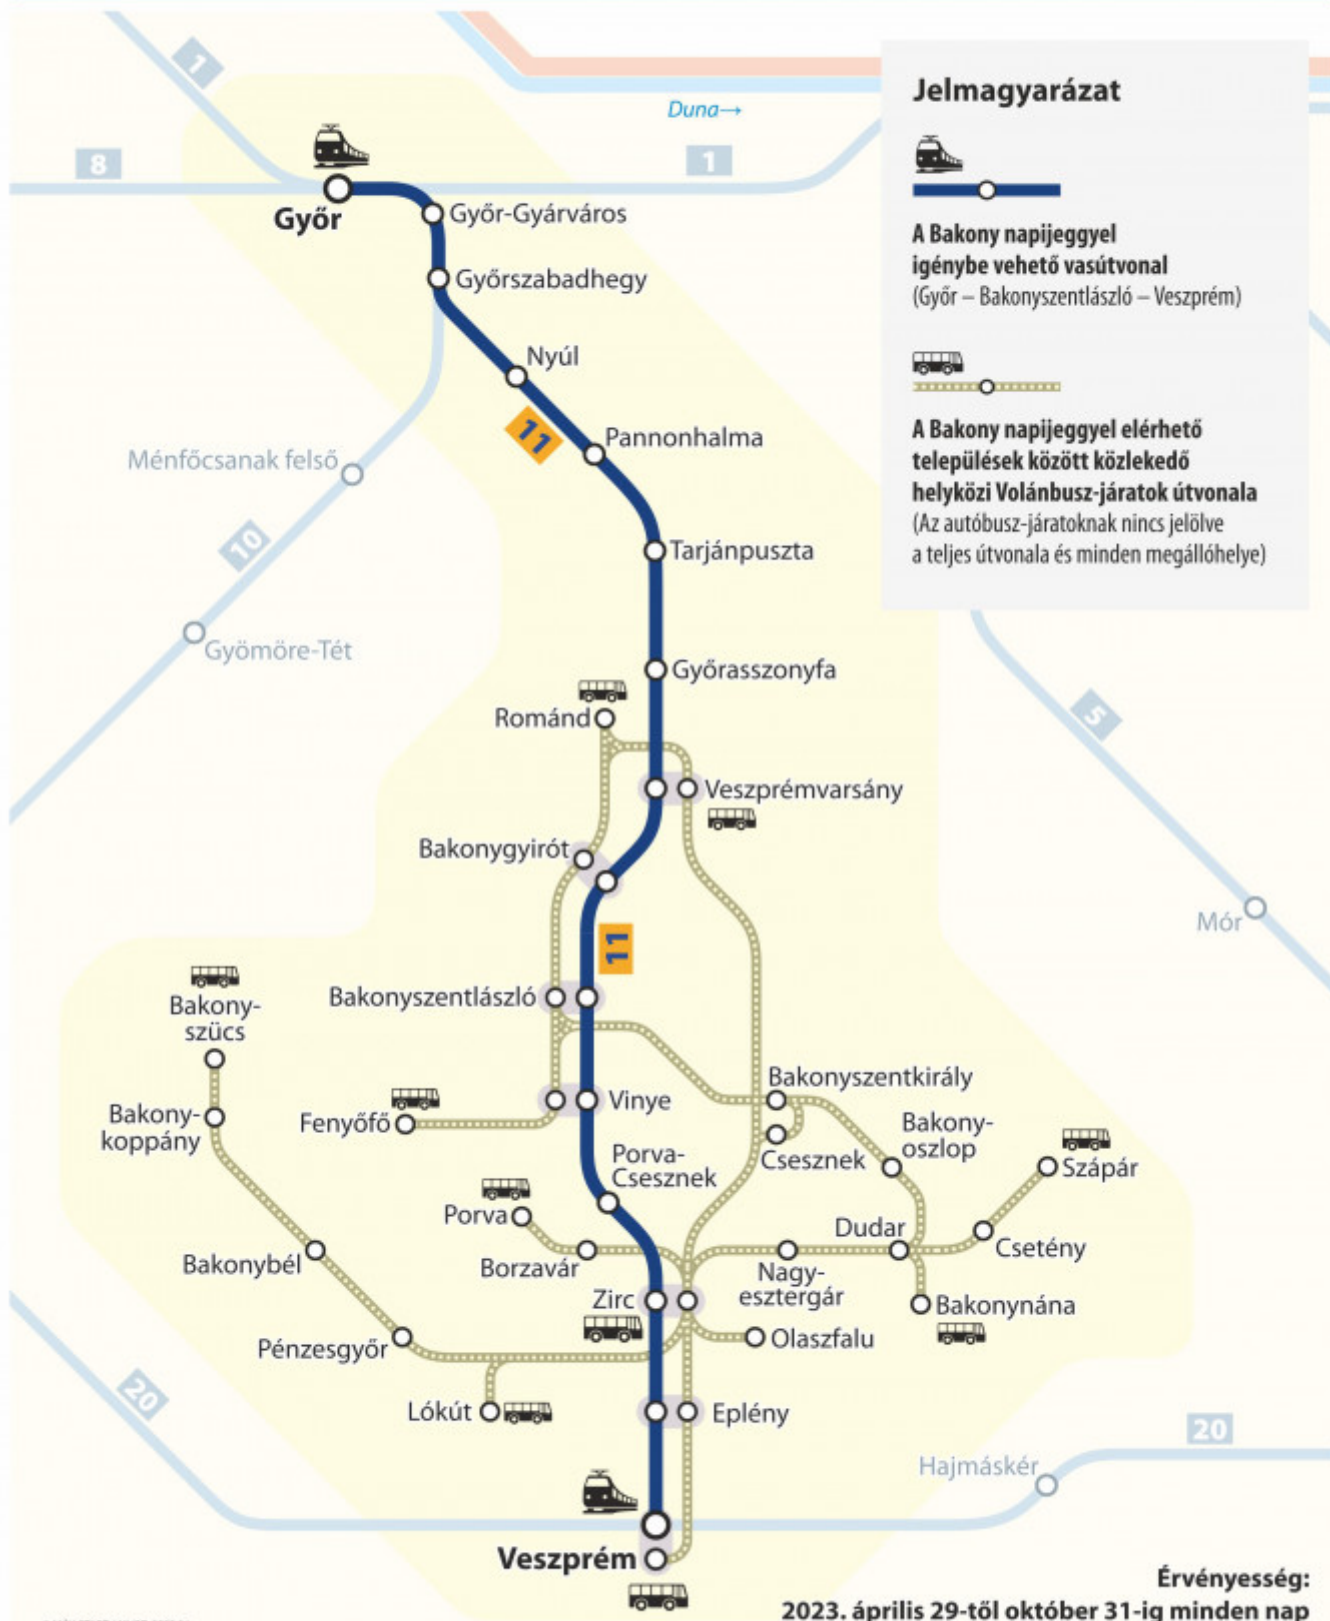 1
Duna→
8
1
Győr
Győr-Gyárváros
Győrszabadhegy
Nyúl
11
Pannonhalma
Ménfőcsanak felső
10
Tarjánpuszta
Gyömöre-Tét
Győrasszonyfa
Románd
5
Veszprémvarsány
Bakonygyirót
Mór
11
Bakonyszentlászló
Bakony-
szücs
Bakonyszentkirály
Bakony-
koppány
Fenyőfő
Vinye
Bakony-
oszlop
Csesznek
Szápár
Porva-
Csesznek
Porva
Dudar
Csetény
Bakonybél
Borzavár
Nagy-
esztergár
Zirc
Bakonynána
Pénzesgyőr
Olaszfalu
20
Lókút
Eplény
20
Hajmáskér
Veszprém
Jelmagyarázat
A Bakony napijeggyel
igénybe vehető vasútvonal
(Győr – Bakonyszentlászló – Veszprém)
A Bakony napijeggyel elérhető
települések között közlekedő
helyközi Volánbusz-járatok útvonala
(Az autóbusz-járatoknak nincs jelölve
a teljes útvonala és minden megállóhelye)
Érvényesség:
2023. április 29-től október 31-ig minden nap